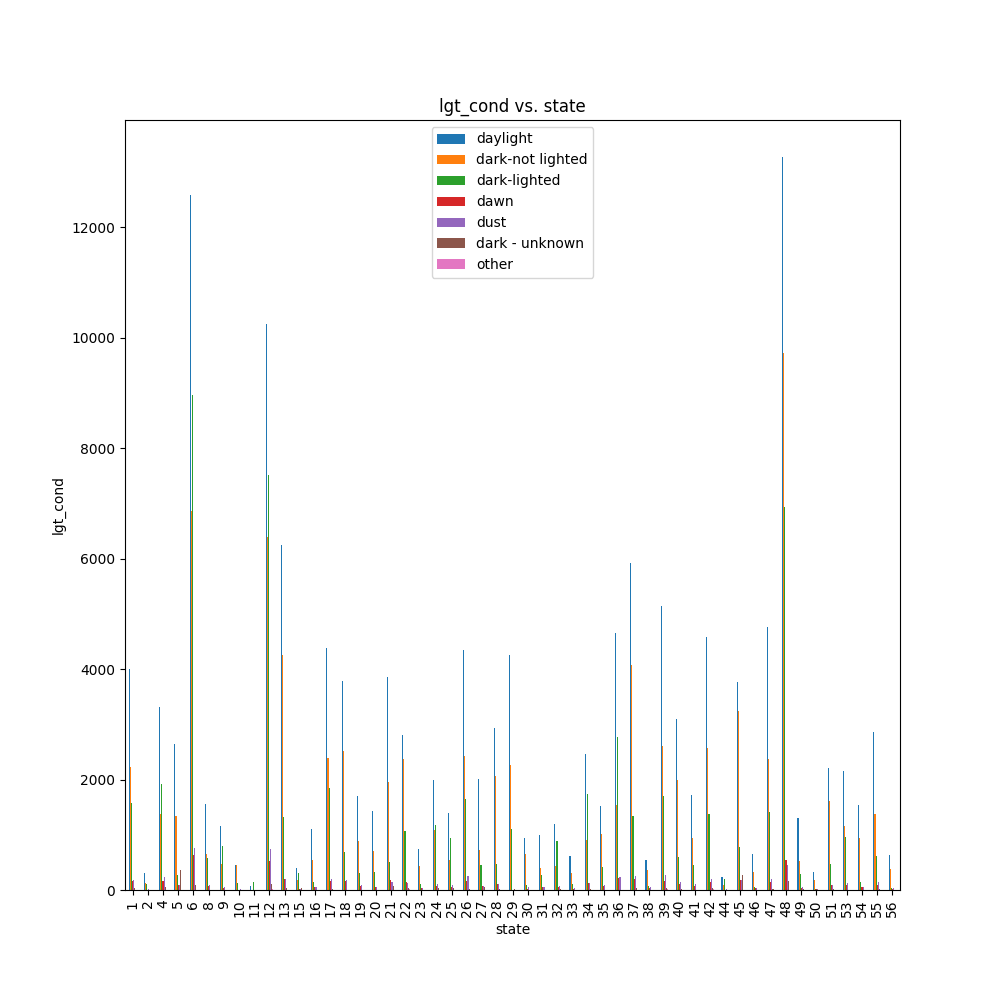 lgt_cond vs. state
daylight
dark-not lighted
dark-lighted
dawn
dust
dark - unknown
other
12000
10000
8000
6000
4000
2000
0
lgt_cond
1 2 4 5 6 8 9 10 11 12 13 15 16 17 18 19 20 21 22 23 24 25 26 27 28 29 30 31 32 33 34 35 36 37 38 39 40 41 42 44 45 46 47 48 49 50 51 53 54 55 56
state